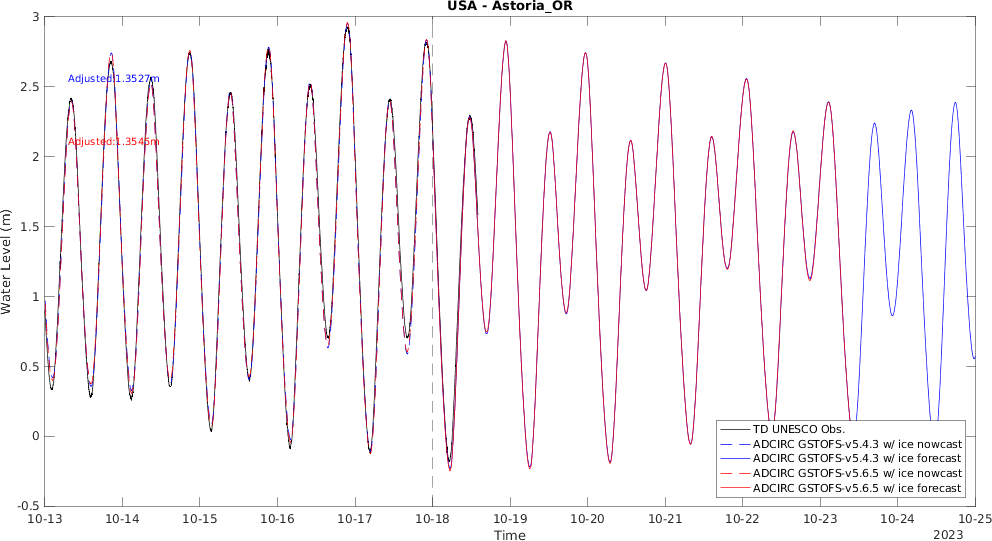 USA - Astoria_OR
3
2.5
2
1.5
1
0.5
0
-0.5
Water Level (m)
Adjusted:1.3527m
Adjusted:1.3546m
TD UNESCO Obs.
ADCIRC GSTOFS-v5.4.3 w/ ice nowcast
ADCIRC GSTOFS-v5.4.3 w/ ice forecast
ADCIRC GSTOFS-v5.6.5 w/ ice nowcast
ADCIRC GSTOFS-v5.6.5 w/ ice forecast
10-13 10-14 10-15 10-16 10-17 10-18 10-19 10-20 10-21 10-22 10-23 10-24 10-25
Time
2023